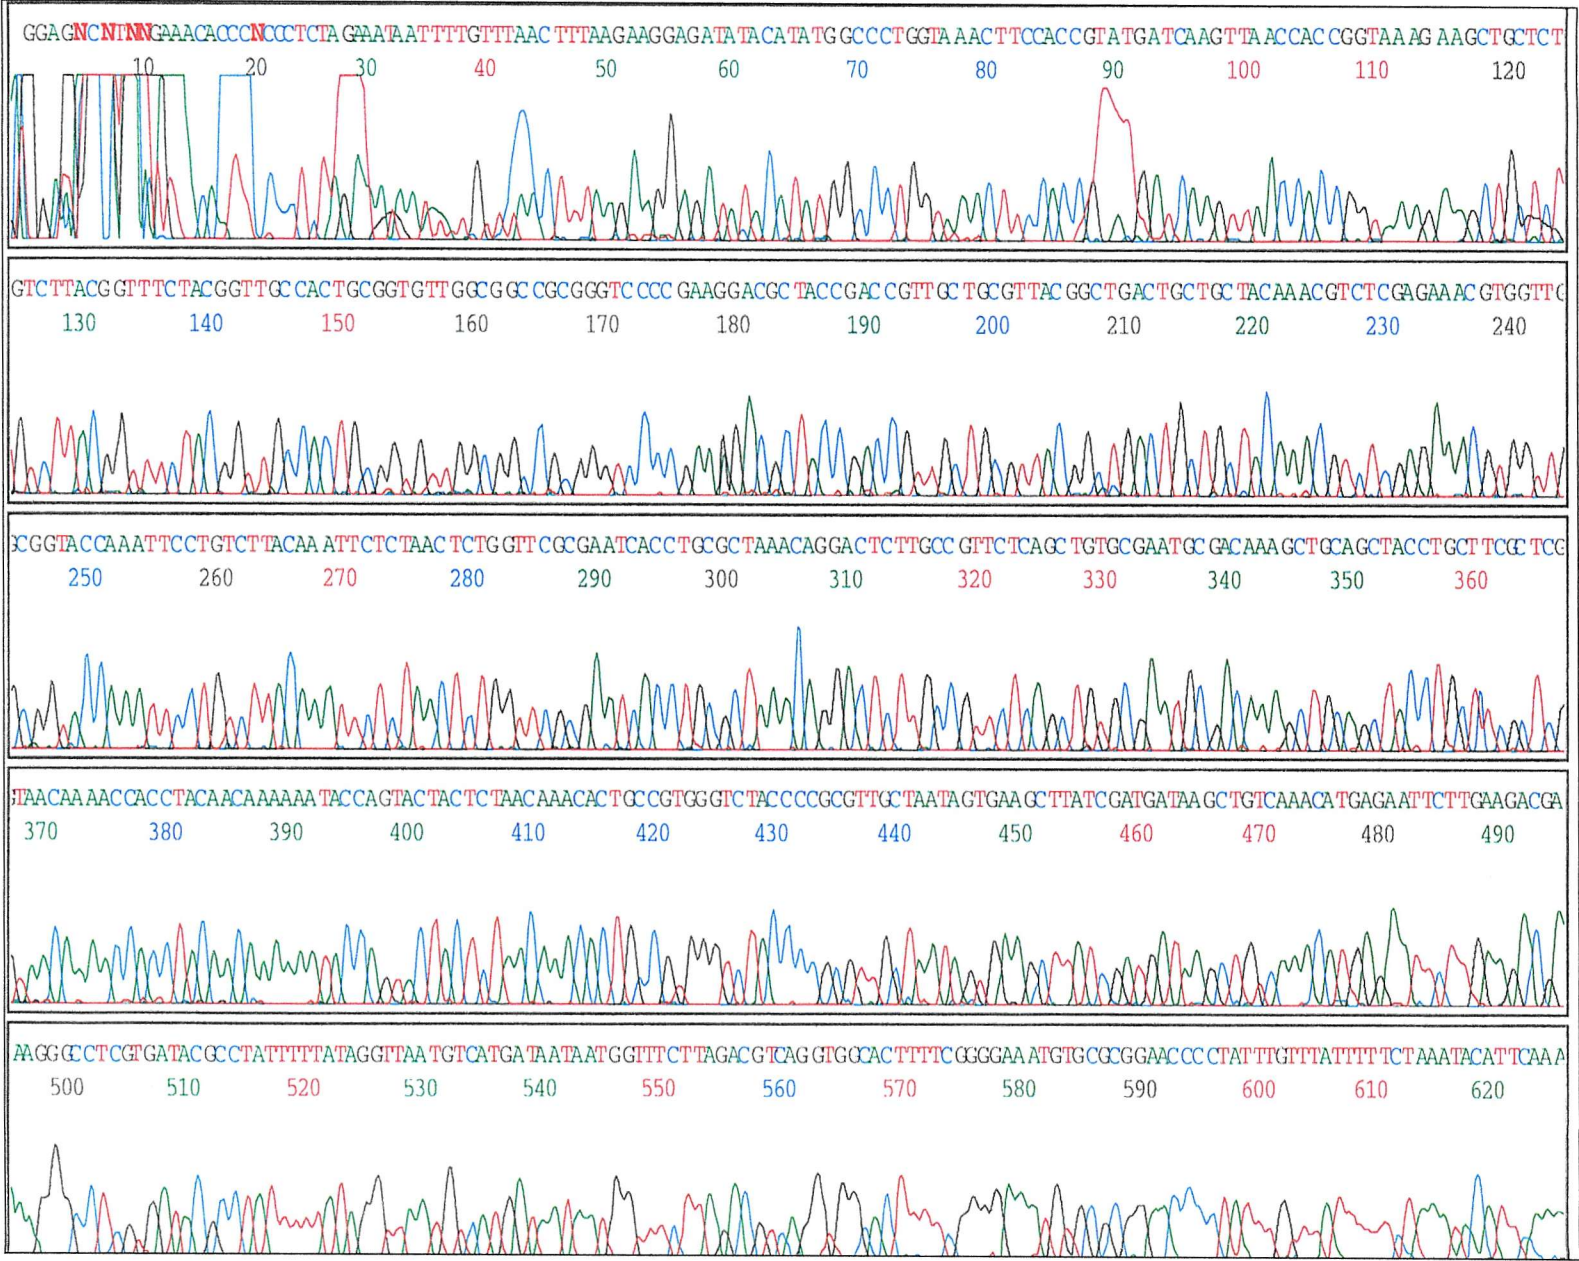 GGAGNCNTNNGAAACACCCNCCCTCTAGAAATAATTTTGTTTAACTTTAAGAAGGAGATATACATATGGCCCTGGTAAACTTCCACCGTATGATCAAGTTAACCACCGGTAAAGAAGCTGCTCT
10 20 30 40 50 60 70 80 90 100 110 120
GTCTTACGGTTTCTACGGTTGCCACTGCGGTGTTGGCGGCCGCGGGTCCCCCGAAGGACGCTACCGACCGTTGCTGCGTTACGGCTGACTGCTGCTACAAACGTCTCGAGAAACGTGGTTG
130 140 150 160 170 180 190 200 210 220 230 240
CGGTACCAAATTCCTGTCTTACAAATTCTCTAACTCTGGTTCGCGAATCACCTGCGCTAAACAGGACTCTTGCCGTTCTCAGCTGTGCGAATGCGACAAAGCTGCAGCTACCTGCTTCGCTCG
250 260 270 280 290 300 310 320 330 340 350 360
TAACAAAACCACCTACAACAAAAAATACCAGTACTACTCTAACAAACACTGCCGTGGGTCTACCCCGCGTTGCTAATAGTGAAGCTTATCGATGATAAGCTGTCAAACATGAGAATTCTTGAAGACGA
370 380 390 400 410 420 430 440 450 460 470 480 490
AAGGGCCTCGTGATACGCCTATTTTTATAGGTTAATGTCATGATAATAATGGTTTCTTAGACGTCAGGTGGCACTTTTCGGGGAAATGTGCGCGGAACCCCCTATTTGTTTATTTTTCTAAATACATTCAAA
500 510 520 530 540 550 560 570 580 590 600 610 620